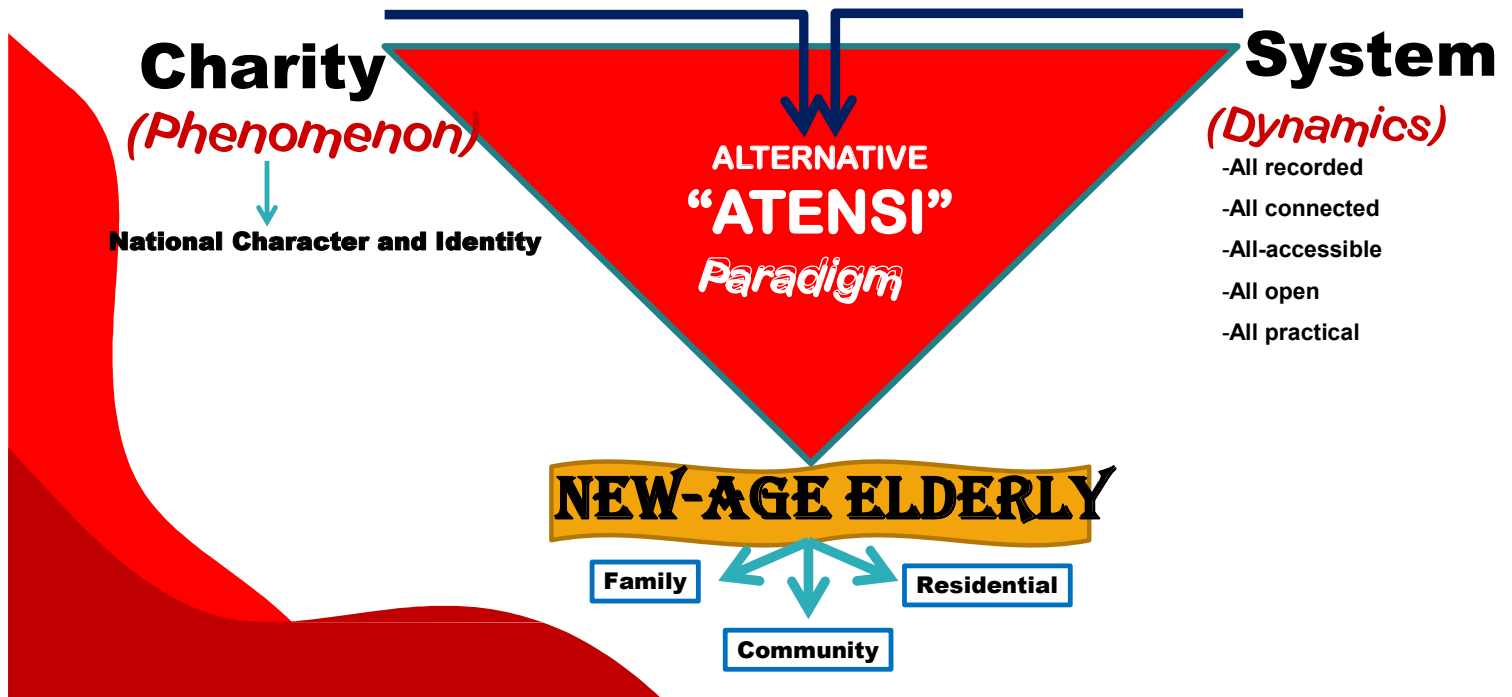 Charity
(Phenomenon)
National Character and Identity
ALTERNATIVE
“ATENSI”
Paradigm
System
(Dynamics)
-All recorded
-All connected
-All-accessible
-All open
-All practical
NEW-AGE ELDERLY
Family
Residential
Community